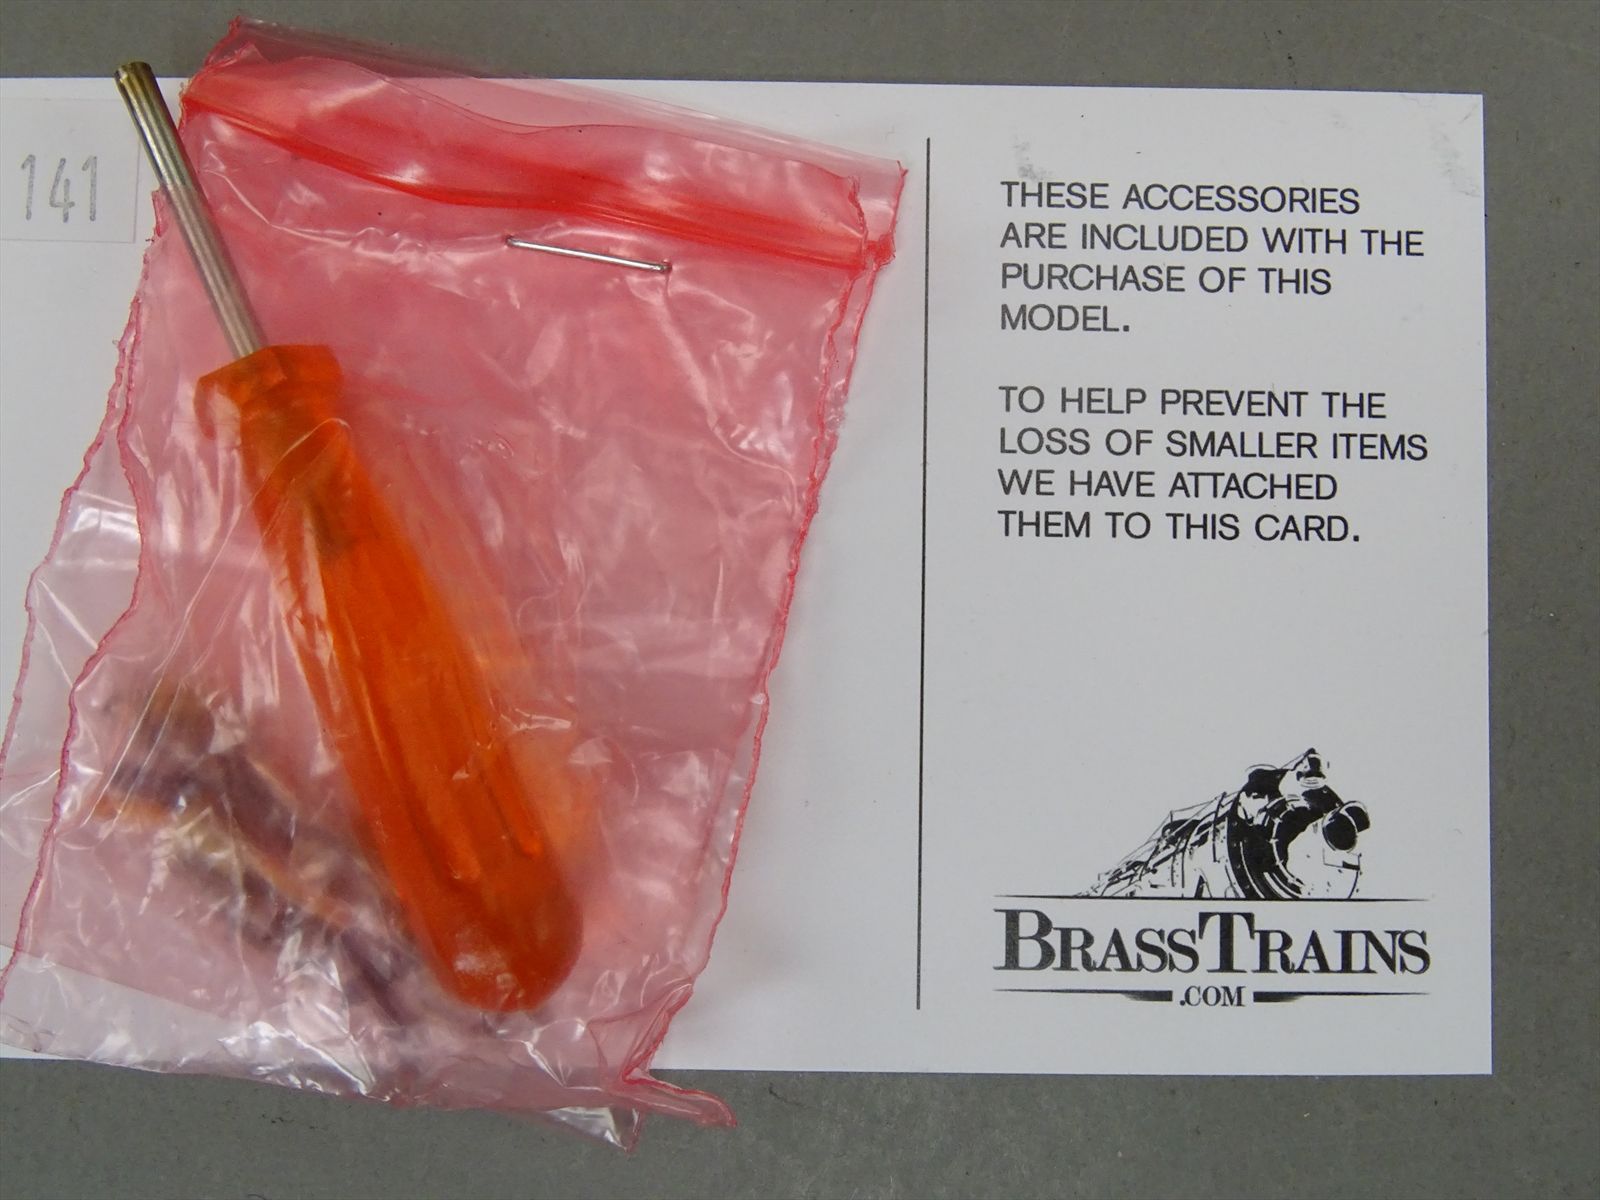 141
THESE ACCESSORIES
ARE INCLUDED WITH THE
PURCHASE OF THIS
MODEL.
TO HELP PREVENT THE
LOSS OF SMALLER ITEMS
WE HAVE ATTACHED
THEM TO THIS CARD.
BRASSTRAINS
.COM